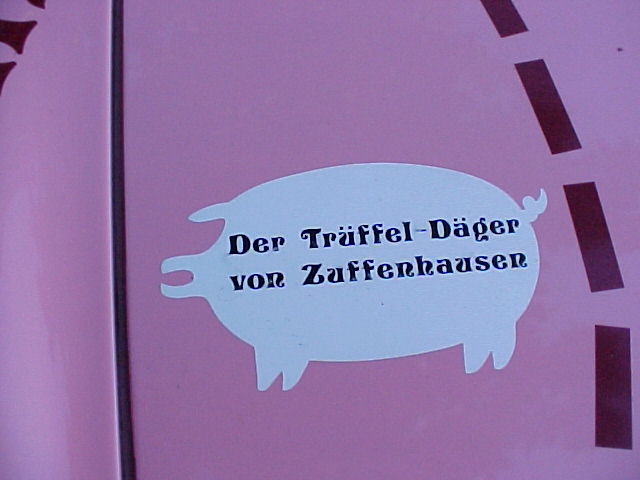 Der Trüffel-Däger
von Zuffenhausen